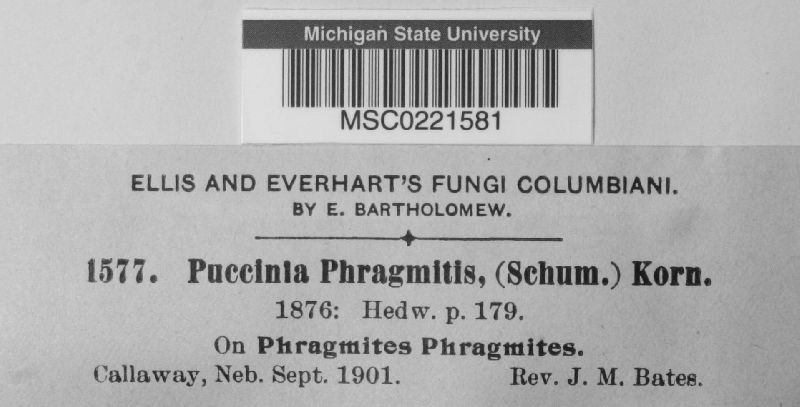 Michigan State University
MSC0221581
ELLIS AND EVERHART'S FUNGI COLUMBIANI.
BY E. BARTHOLOMEW.
1577. Puccinia Phragmitis, (Schum.) Korn.
1876: Hedw. p. 179.
On Phragmites Phragmites.
Callaway, Neb. Sept. 1901. Rev. J. M. Bates.